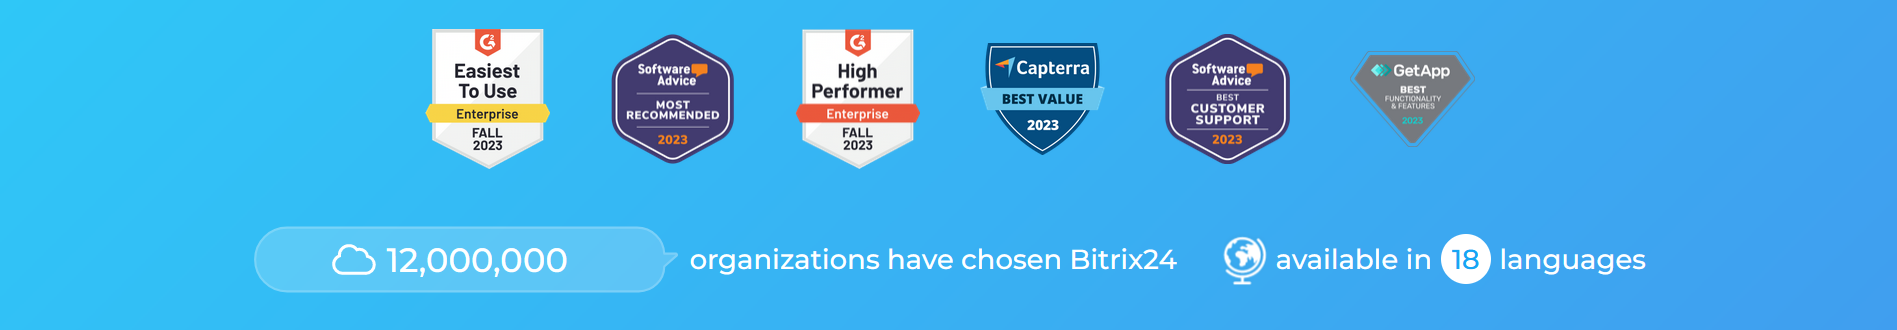 G2
Easiest
To Use
Enterprise
FALL
2023
Software
Advice
MOST
RECOMMENDED
2023
G2
High
Performer
Enterprise
FALL
2023
Capterra
BEST VALUE
2023
Software
Advice
BEST
CUSTOMER
SUPPORT
2023
GetApp
BEST
FUNCTIONALITY
& FEATURES
2023
12,000,000 organizations have chosen Bitrix24 available in 18 languages